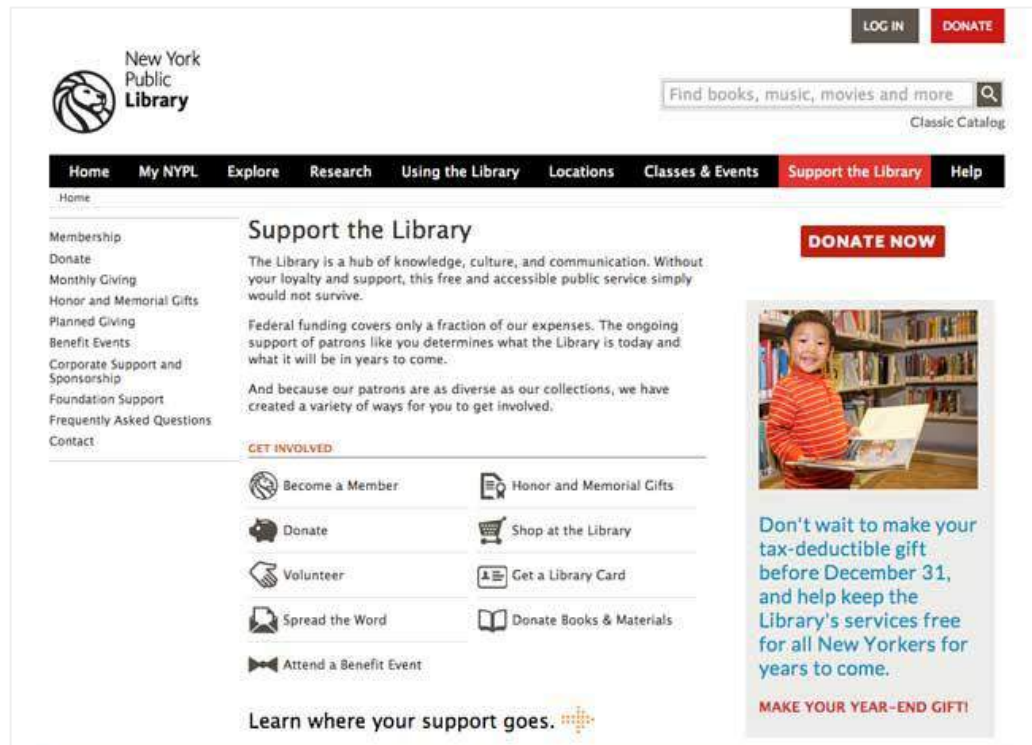 LOG IN
DONATE
New York
Public
Library
Find books, music, movies and more
Classic Catalog
Home My NYPL Explore Research Using the Library Locations Classes & Events Support the Library Help
Home
Membership
Donate
Monthly Giving
Honor and Memorial Gifts
Planned Giving
Benefit Events
Corporate Support and
Sponsorship
Foundation Support
Frequently Asked Questions
Contact
Support the Library
The Library is a hub of knowledge, culture, and communication. Without
your loyalty and support, this free and accessible public service simply
would not survive.
Federal funding covers only a fraction of our expenses. The ongoing
support of patrons like you determines what the Library is today and
what it will be in years to come.
And because our patrons are as diverse as our collections, we have
created a variety of ways for you to get involved.
GET INVOLVED
Become a Member
Honor and Memorial Gifts
Donate
Shop at the Library
Volunteer
Get a Library Card
Spread the Word
Donate Books & Materials
Attend a Benefit Event
Learn where your support goes.
DONATE NOW
Don't wait to make your
tax-deductible gift
before December 31,
and help keep the
Library's services free
for all New Yorkers for
years to come.
MAKE YOUR YEAR-END GIFT!